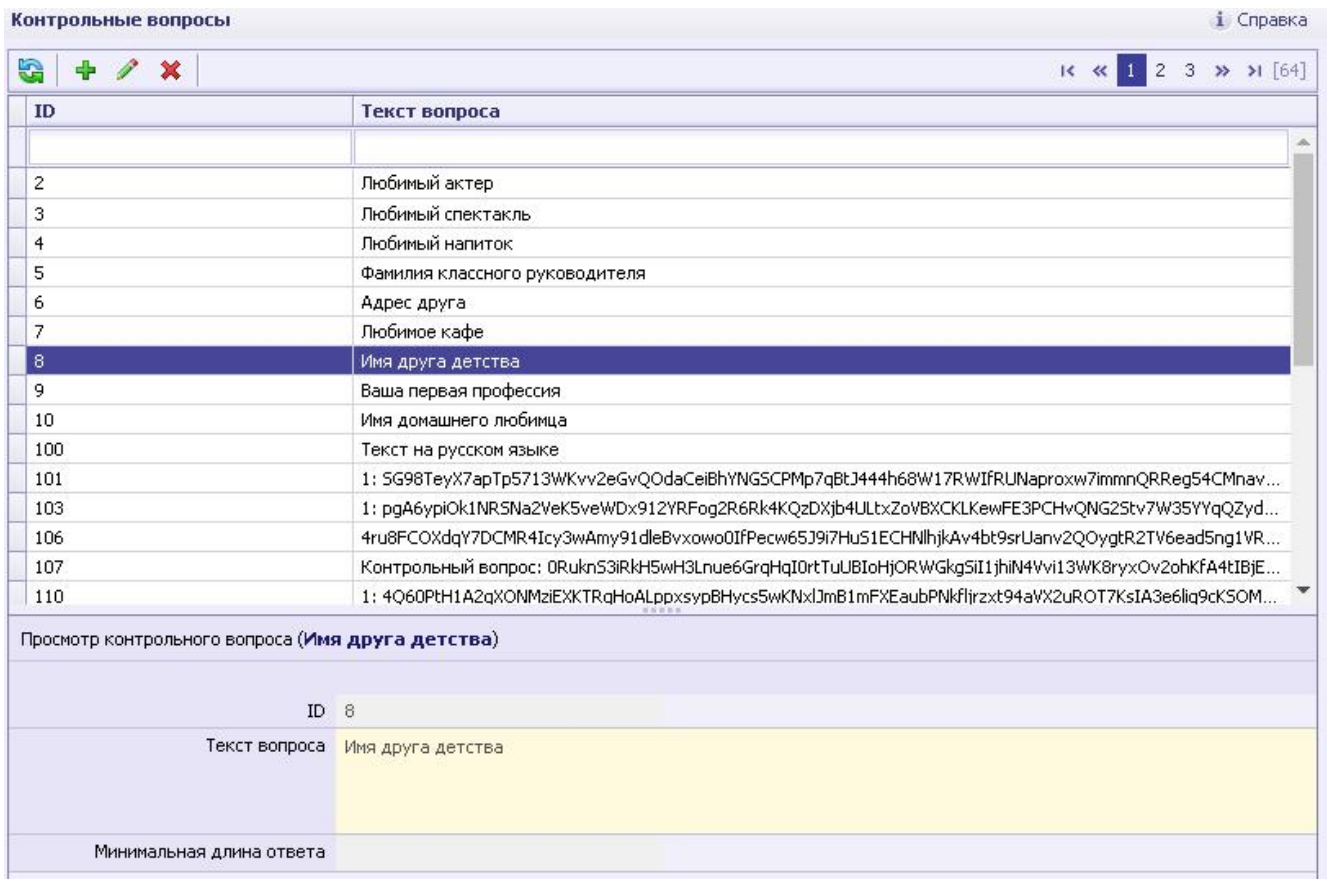 Контрольные вопросы
Справка
1 2 3 [64]
ID Текст вопроса
2 Любимый актер
3 Любимый спектакль
4 Любимый напиток
5 Фамилия классного руководителя
6 Адрес друга
7 Любимое кафе
8 Имя друга детства
9 Ваша первая профессия
10 Имя домашнего любимца
100 Текст на русском языке
101 1: SG98TeyX7apTp5713WKvv2eGvQOdaCeiBhYNGSCPMp7qBtJ444h68W17RWIfRUNaproxw7immnQRReg54CMnav...
103 1: pgA6ypiOk1NRSNa2VeK5veWDx912YRFog2R6Rk4KQzDXjb4ULtxZoVBXCKLKewFE3PCHvQNG2Stv7W35YYqQZyd...
106 4ru8FCOXdqY7DCMR4Icy3wAmy91dleBvxowo0IfPecw65J9i7HuS1ECHNlhjkAv4bt9srUanv2QOygtR2TV6ead5ng1VR...
107 Контрольный вопрос: 0RuknS3iRkH5wH3Lnue6GrqHqI0rtTuUBIoHjORWGkgSiI1jhiN4Vvi13WK8ryxOv2ohKfA4tIBjE...
110 1: 4Q60PtH1A2qXONMziEXKTRqHoALppxsypBHycs5wKNxlJmB1mFXEaubPNkfljrzxt94aVX2uROT7KsIA3e6liq9cKSOM...
Просмотр контрольного вопроса (Имя друга детства)
ID 8
Текст вопроса Имя друга детства
Минимальная длина ответа